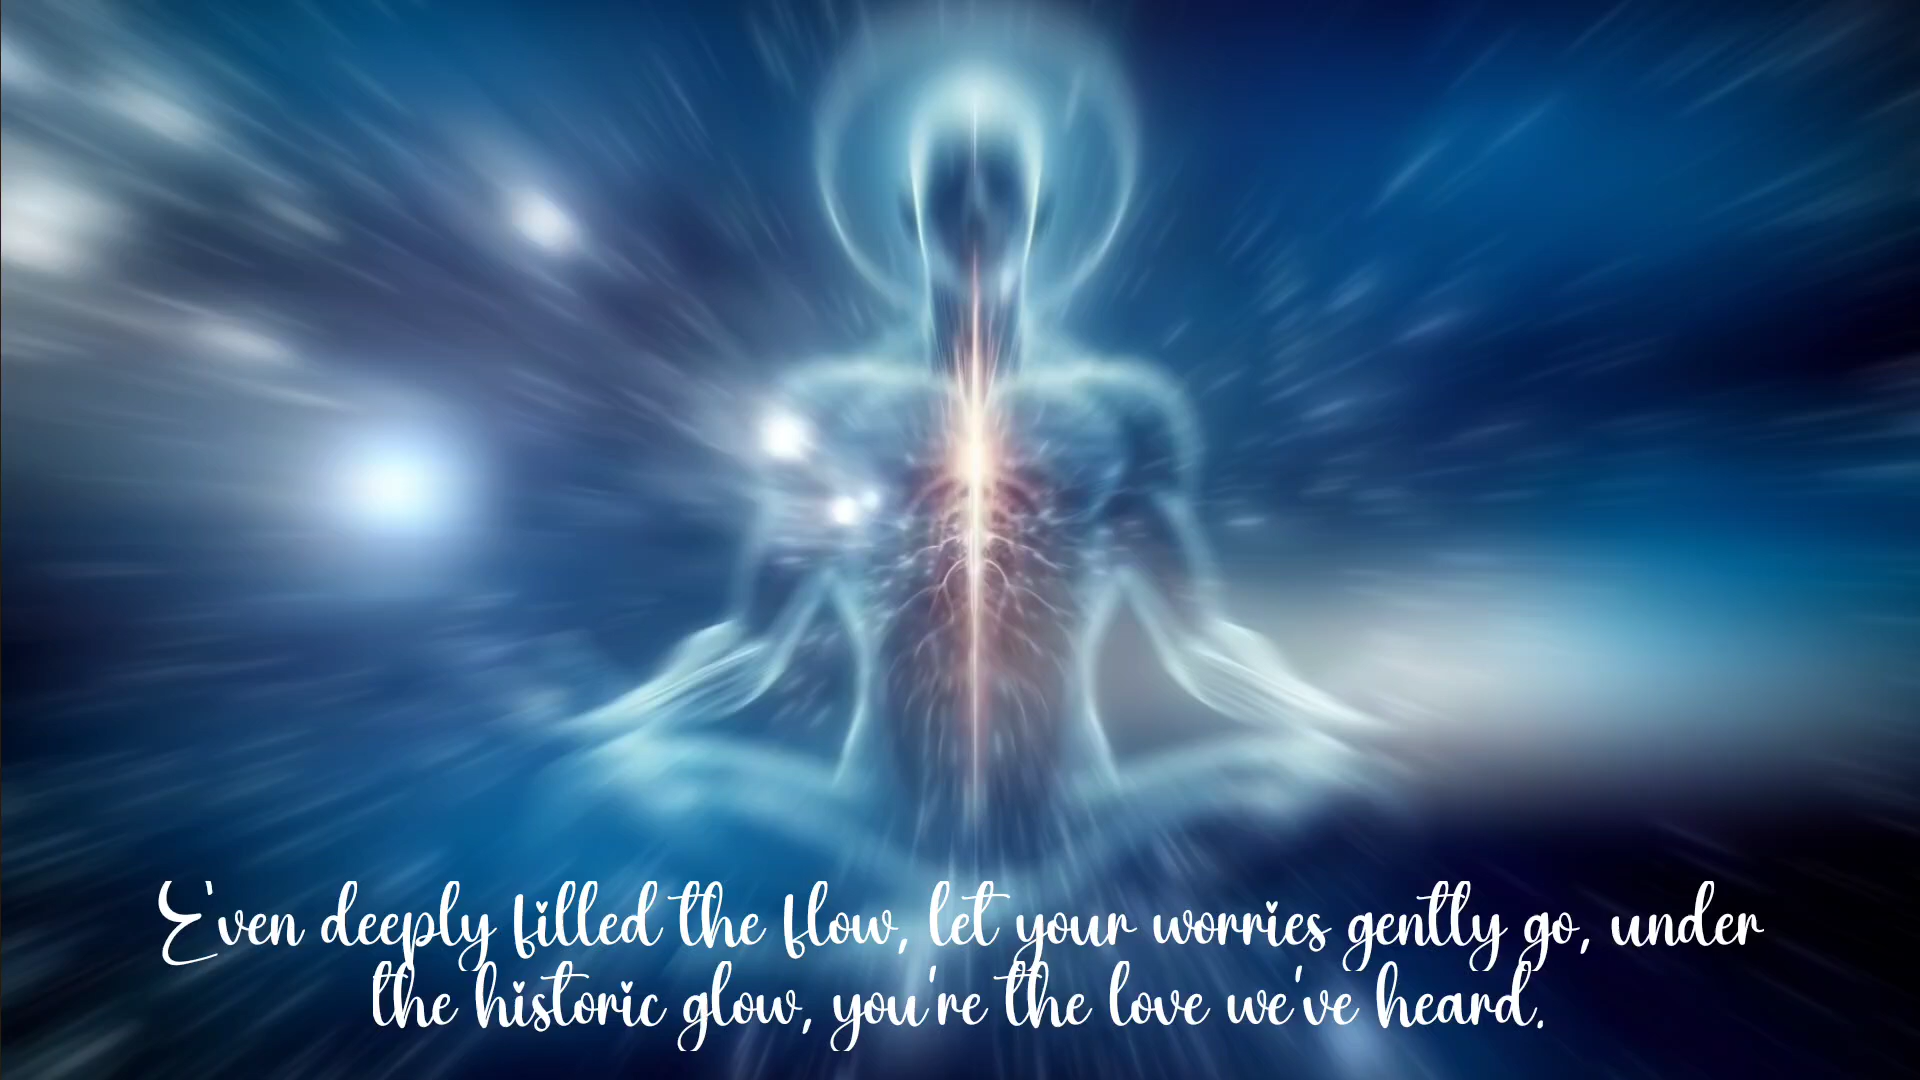 Even deeply filled the flow, let your worries gently go, under
the historic glow, you're the love we've heard.